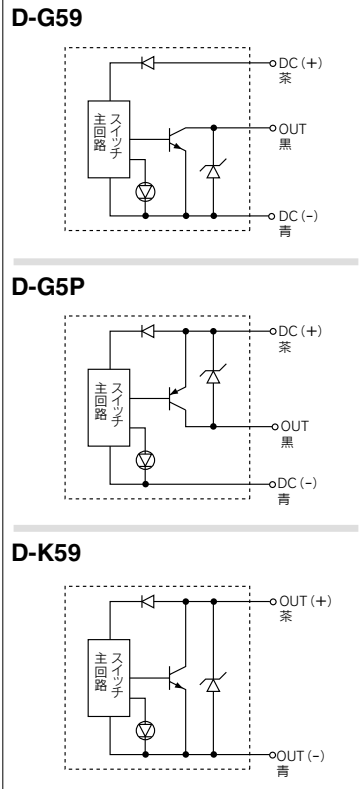 D-G59
DC(+)
茶
スイッチ
主回路
OUT
黒
DC(-)
青
D-G5P
DC(+)
茶
スイッチ
主回路
OUT
黒
DC(-)
青
D-K59
OUT(+)
茶
スイッチ
主回路
OUT(-)
青